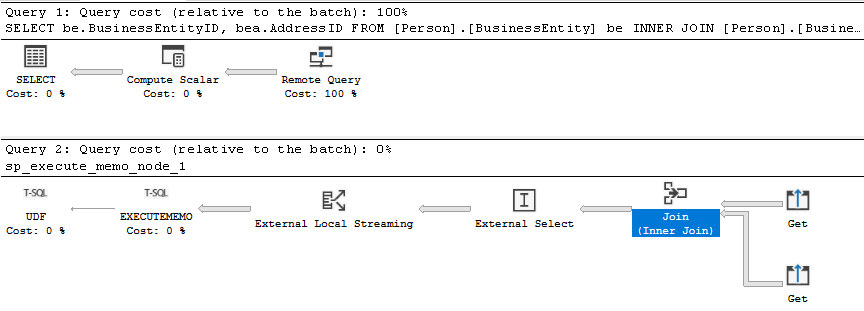 Query 1: Query cost (relative to the batch): 100%
SELECT be.BusinessEntityID, bea.AddressID FROM [Person].[BusinessEntity] be INNER JOIN [Person].[Busine…
SELECT
Cost: 0 %
Compute Scalar
Cost: 0 %
Remote Query
Cost: 100 %
Query 2: Query cost (relative to the batch): 0%
sp_execute_memo_node_1
T-SQL
UDF
Cost: 0 %
T-SQL
EXECUTEMEMO
Cost: 0 %
External Local Streaming
External Select
Join
(Inner Join)
Get
Get